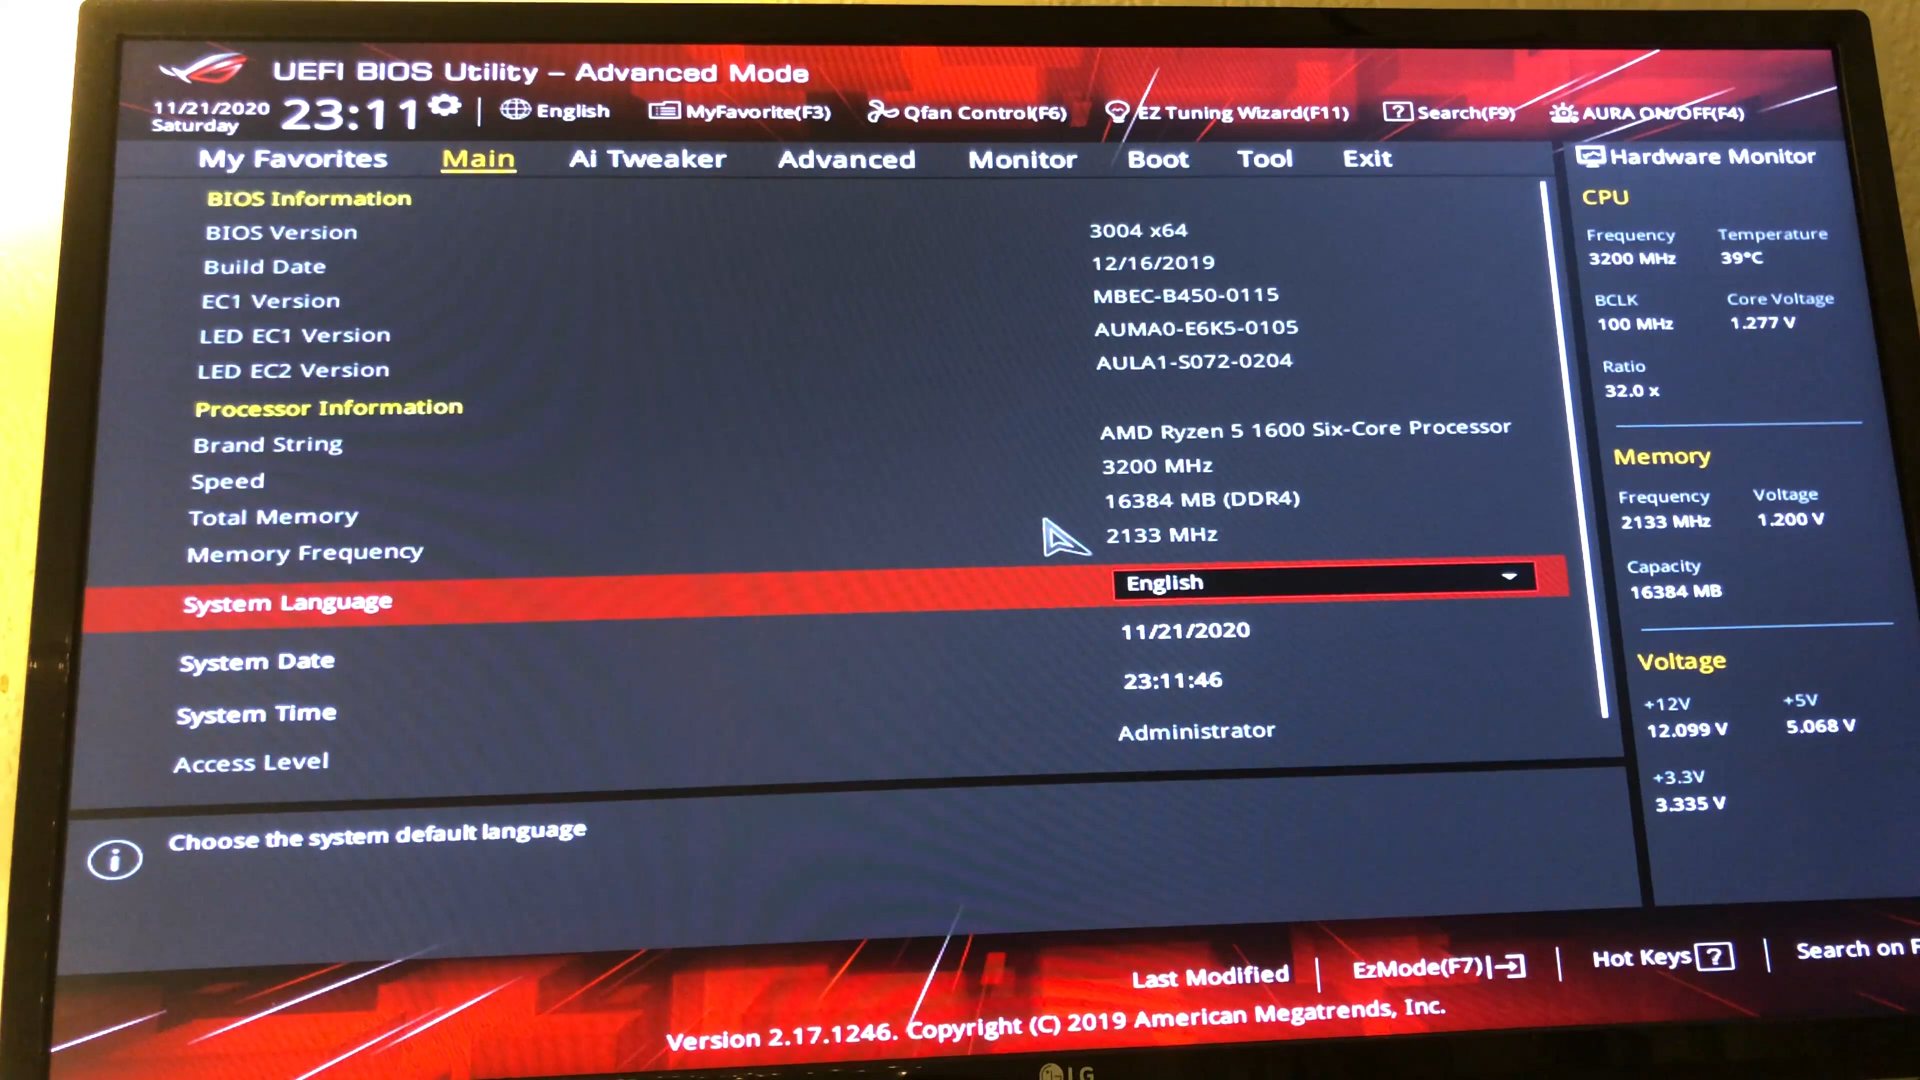 UEFI BIOS Utility – Advanced Mode
11/21/2020
Saturday
23:11
English
MyFavorite(F3)
Qfan Control(F6)
EZ Tuning Wizard(F11)
? Search(F9)
AURA ON/OFF(F4)
My Favorites Main Ai Tweaker Advanced Monitor Boot Tool Exit
BIOS Information
BIOS Version 3004 x64
Build Date 12/16/2019
EC1 Version MBEC-B450-0115
LED EC1 Version AUMA0-E6K5-0105
LED EC2 Version AULA1-S072-0204
Processor Information
Brand String AMD Ryzen 5 1600 Six-Core Processor
Speed 3200 MHz
Total Memory 16384 MB (DDR4)
Memory Frequency 2133 MHz
System Language English
System Date 11/21/2020
System Time 23:11:46
Access Level Administrator
i Choose the system default language
Hardware Monitor
CPU
Frequency Temperature
3200 MHz 39°C
BCLK Core Voltage
100 MHz 1.277 V
Ratio
32.0 x
Memory
Frequency Voltage
2133 MHz 1.200 V
Capacity
16384 MB
Voltage
+12V +5V
12.099 V 5.068 V
+3.3V
3.335 V
Last Modified | EzMode(F7) | Hot Keys ? | Search on F
Version 2.17.1246. Copyright (C) 2019 American Megatrends, Inc.
LG